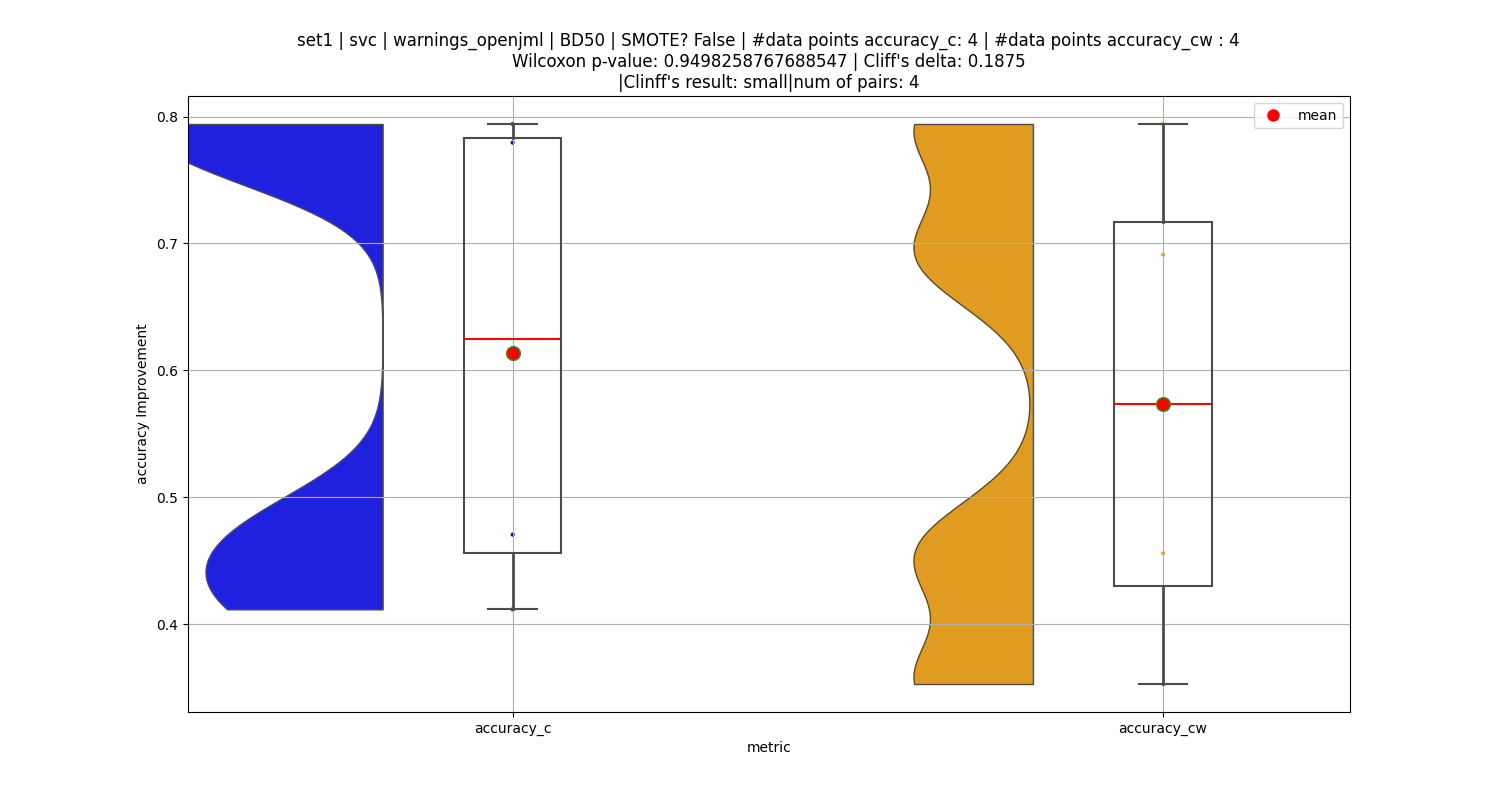 set1 | svc | warnings_openjml | BD50 | SMOTE? False | #data points accuracy_c: 4 | #data points accuracy_cw : 4
Wilcoxon p-value: 0.9498258767688547 | Cliff's delta: 0.1875
|Clinff's result: small|num of pairs: 4
mean
0.8
0.7
0.6
0.5
0.4
accuracy Improvement
accuracy_c
accuracy_cw
metric